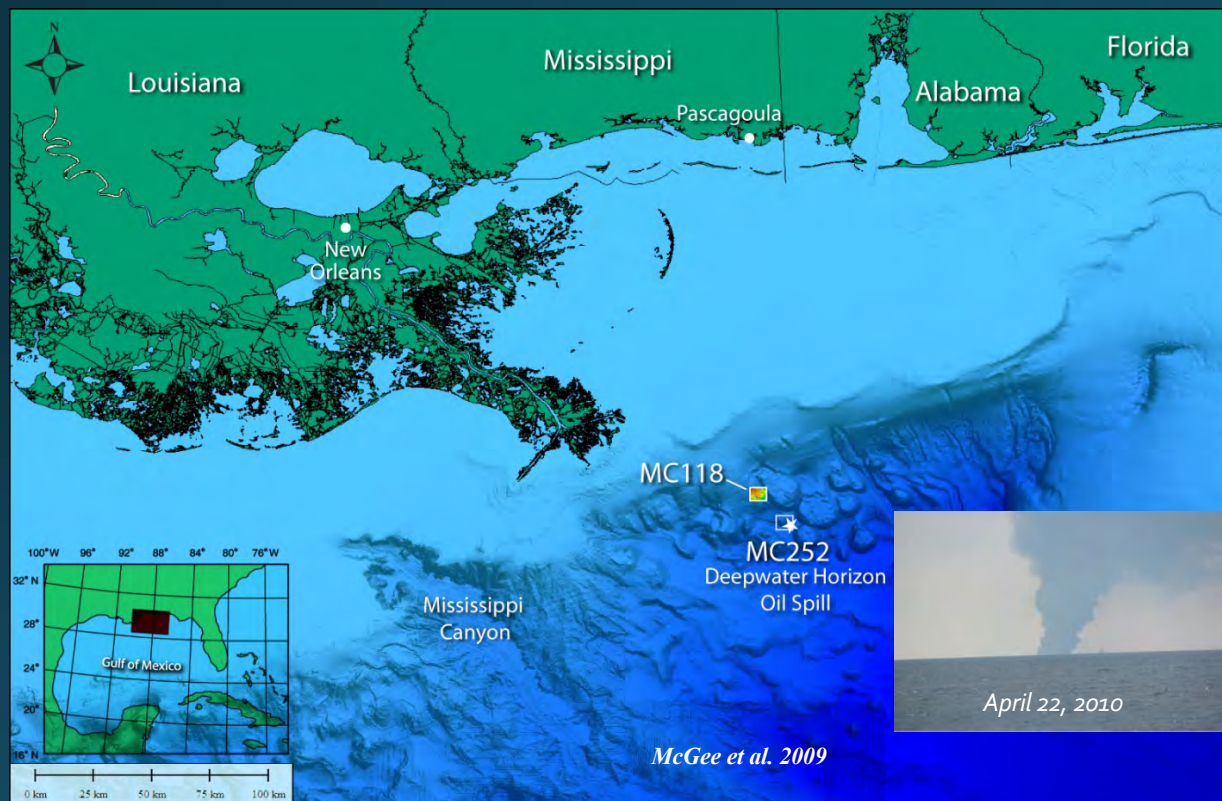 N
Louisiana
Mississippi
Florida
Alabama
Pascagoula
New
Orleans
MC118
MC252
Deepwater Horizon
Oil Spill
Mississippi
Canyon
April 22, 2010
McGee et al. 2009
100°W 96° 92° 88° 84° 80° 76°W
32°N
28°
24°
20°
16°N
Gulf of Mexico
0 km 25 km 50 km 75 km 100 km